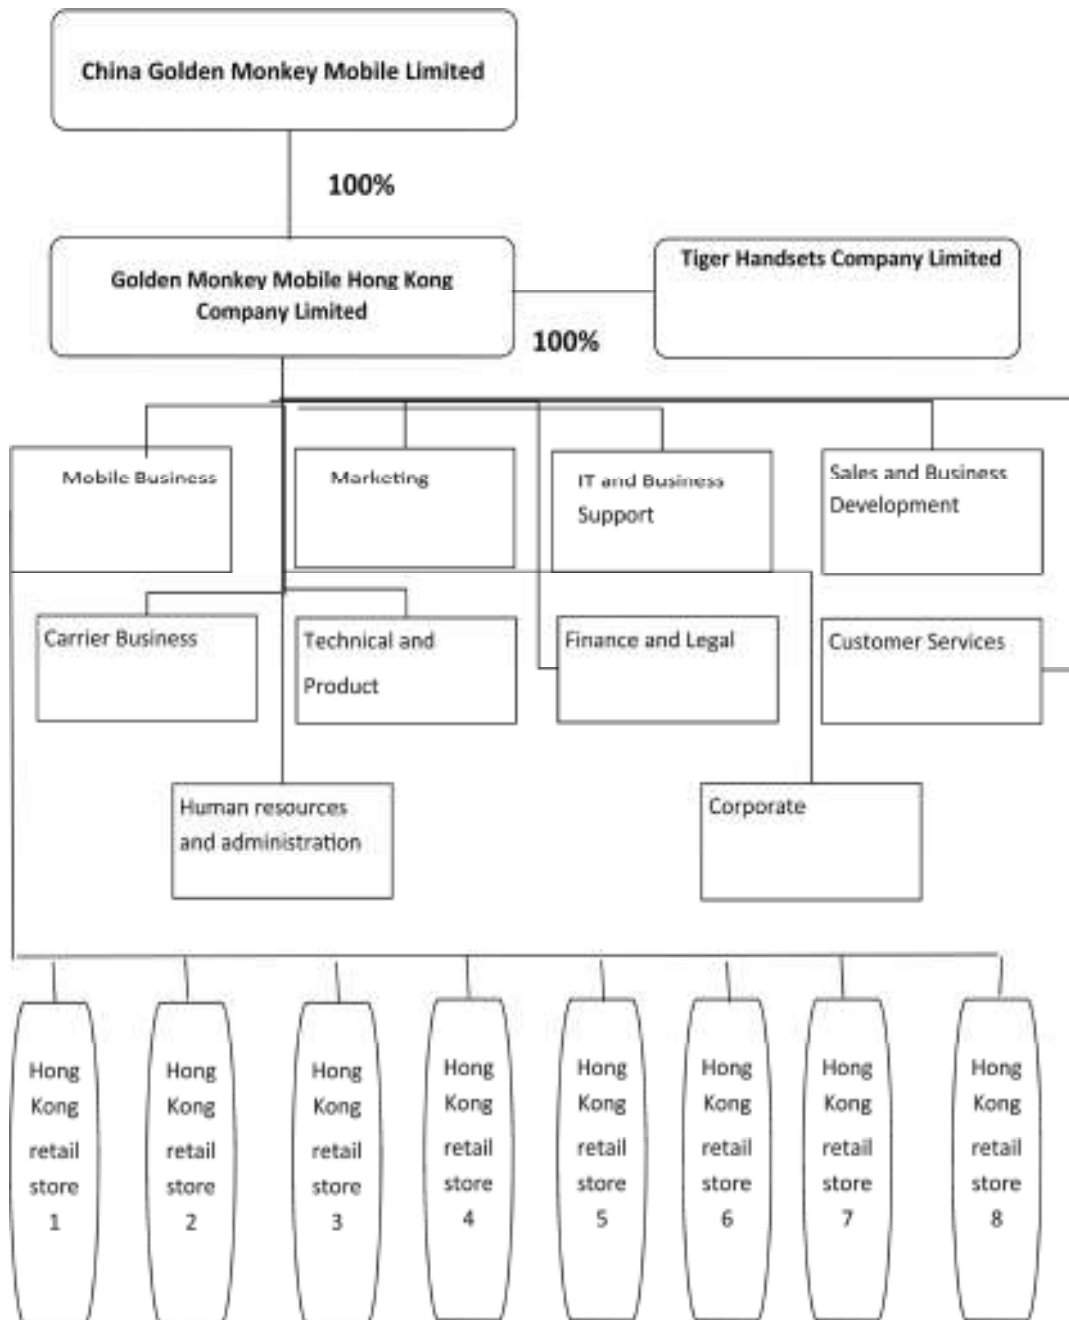 China Golden Monkey Mobile Limited
100%
Golden Monkey Mobile Hong Kong
Company Limited
Tiger Handsets Company Limited
100%
Mobile Business
Marketing
IT and Business
Support
Sales and Business
Development
Carrier Business
Technical and
Product
Finance and Legal
Customer Services
Human resources
and administration
Corporate
Hong
Kong
retail
store
1
Hong
Kong
retail
store
2
Hong
Kong
retail
store
3
Hong
Kong
retail
store
4
Hong
Kong
retail
store
5
Hong
Kong
retail
store
6
Hong
Kong
retail
store
7
Hong
Kong
retail
store
8